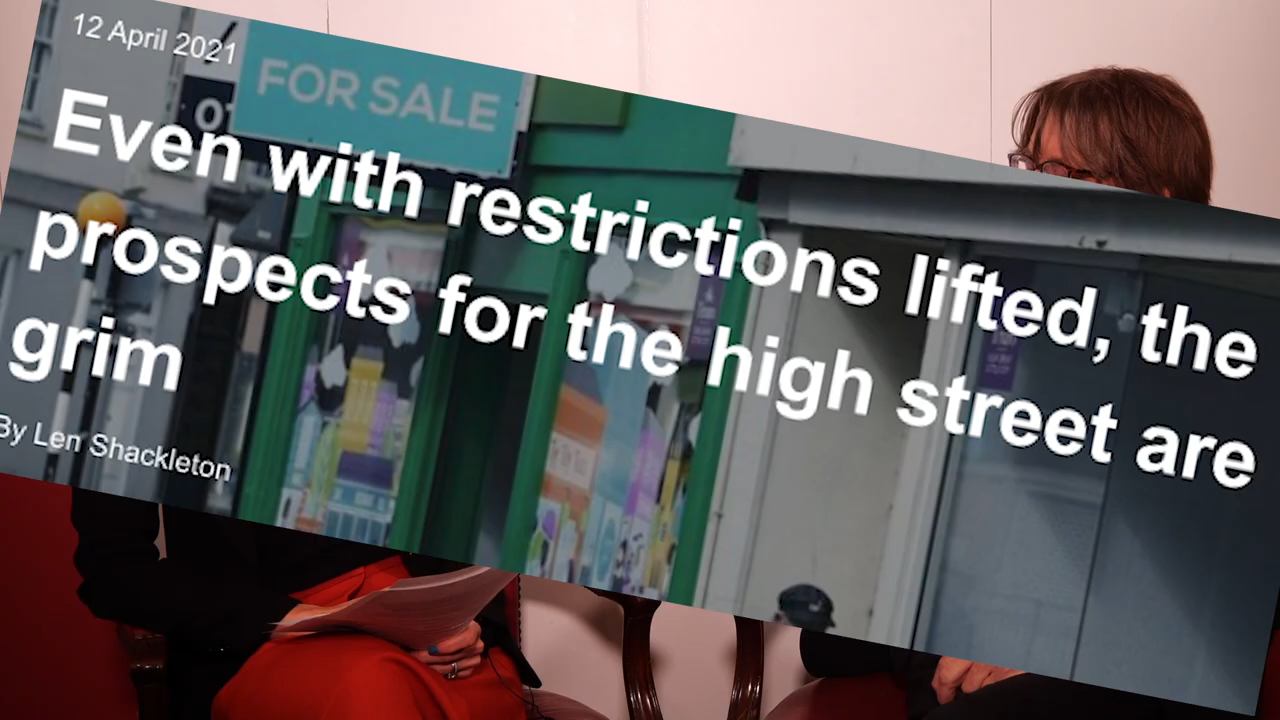 12 April 2021
FOR SALE
Even with restrictions lifted, the
prospects for the high street are
grim
By Len Shackleton